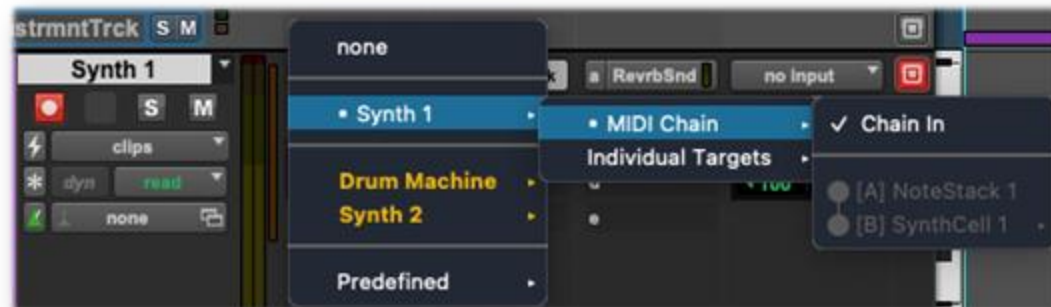 strmntTrck S M
Synth 1
S M
clips
dyn read
none
none
• Synth 1
Drum Machine
Synth 2
Predefined
a RevrbSnd
no input
• MIDI Chain
Individual Targets
e
✓ Chain In
[A] NoteStack 1
[B] SynthCell 1